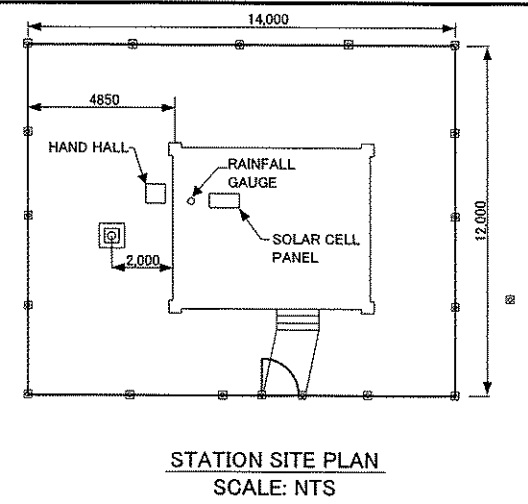 14,000
4850
HAND HALL
RAINFALL
GAUGE
12,000
SOLAR CELL
PANEL
2,000
STATION SITE PLAN
SCALE: NTS